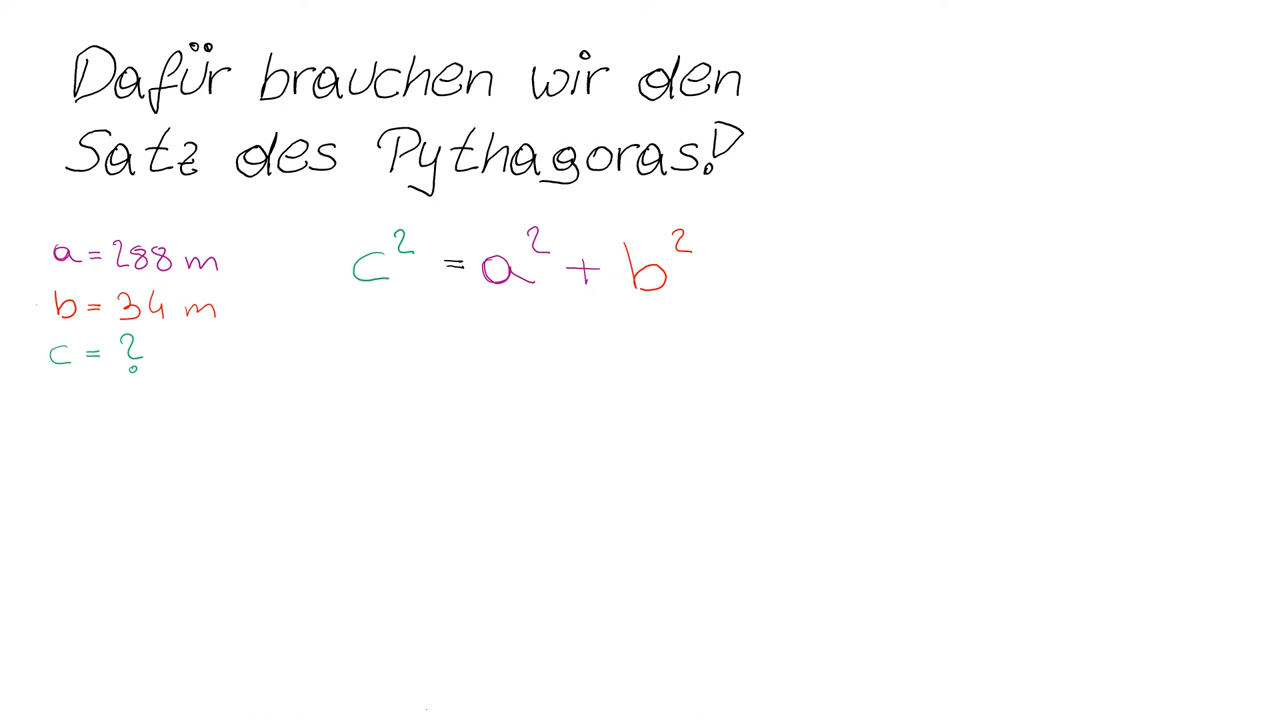 Dafür brauchen wir den
Satz des Pythagoras!
a = 288 m
c² = a² + b²
b = 34 m
c = ?